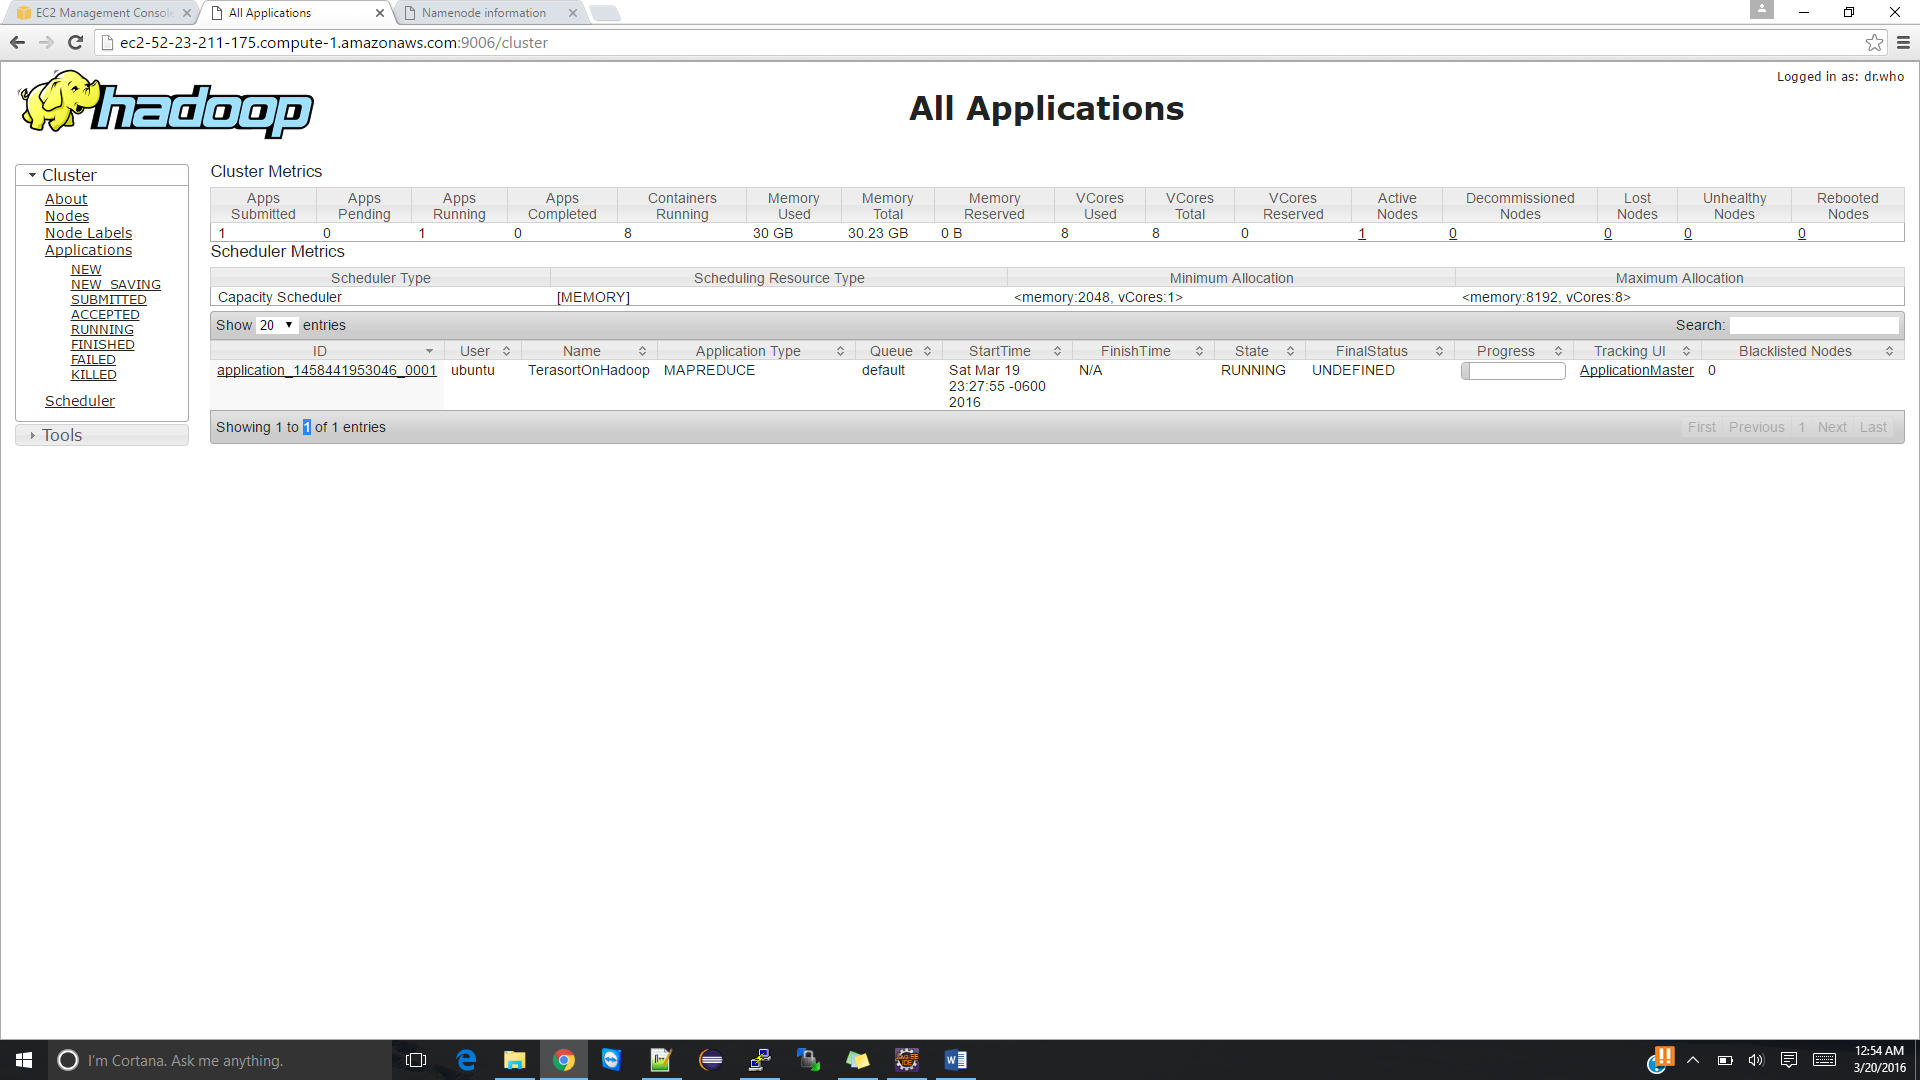 EC2 Management Consol
All Applications
Namenode information
ec2-52-23-211-175.compute-1.amazonaws.com:9006/cluster
Logged in as: dr.who
hadoop
All Applications
Cluster
About
Nodes
Node Labels
Applications
NEW
NEW_SAVING
SUBMITTED
ACCEPTED
RUNNING
FINISHED
FAILED
KILLED
Scheduler
Tools
Cluster Metrics
Apps Submitted Apps Pending Apps Running Apps Completed Containers Running Memory Used Memory Total Memory Reserved VCores Used VCores Total VCores Reserved Active Nodes Decommissioned Nodes Lost Nodes Unhealthy Nodes Rebooted Nodes
1 0 1 0 8 30 GB 30.23 GB 0 B 8 8 0 1 0 0 0 0
Scheduler Metrics
Scheduler Type Scheduling Resource Type Minimum Allocation Maximum Allocation
Capacity Scheduler [MEMORY] <memory:2048, vCores:1> <memory:8192, vCores:8>
Show 20 entries Search:
ID User Name Application Type Queue StartTime FinishTime State FinalStatus Progress Tracking UI Blacklisted Nodes
application_1458441953046_0001 ubuntu TerasortOnHadoop MAPREDUCE default Sat Mar 19 23:27:55 -0600 2016 N/A RUNNING UNDEFINED ApplicationMaster 0
Showing 1 to 1 of 1 entries First Previous 1 Next Last
I'm Cortana. Ask me anything.
12:54 AM
3/20/2016